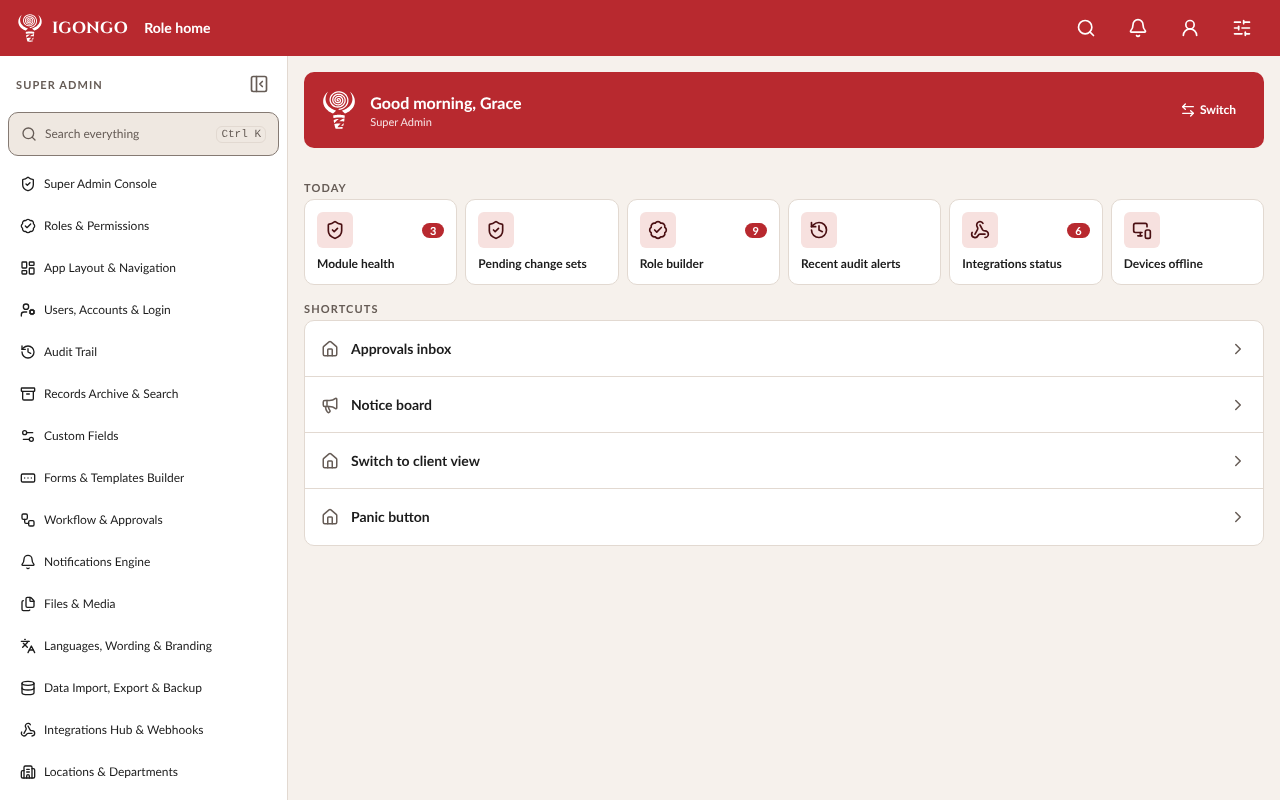 IGONGO
Role home
SUPER ADMIN
Search everything
Ctrl K
Super Admin Console
Roles & Permissions
App Layout & Navigation
Users, Accounts & Login
Audit Trail
Records Archive & Search
Custom Fields
Forms & Templates Builder
Workflow & Approvals
Notifications Engine
Files & Media
Languages, Wording & Branding
Data Import, Export & Backup
Integrations Hub & Webhooks
Locations & Departments
Good morning, Grace
Super Admin
Switch
TODAY
3
Module health
Pending change sets
9
Role builder
Recent audit alerts
6
Integrations status
Devices offline
SHORTCUTS
Approvals inbox
Notice board
Switch to client view
Panic button